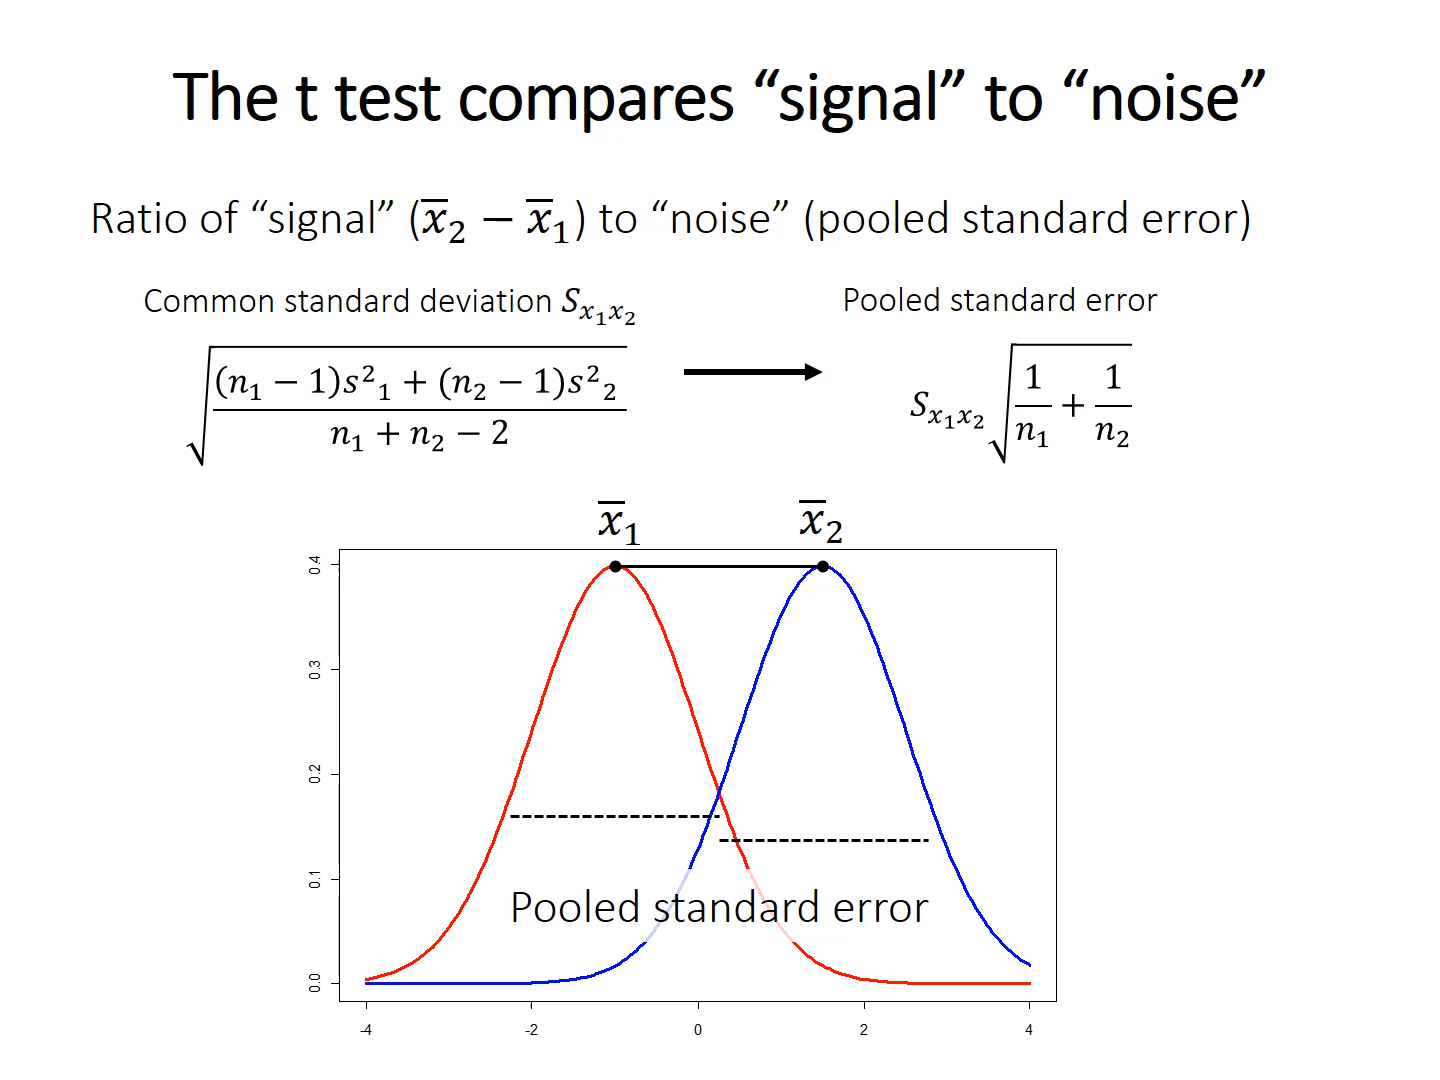 The t test compares “signal” to “noise”
Ratio of “signal” (x̅₂ − x̅₁) to “noise” (pooled standard error)
Common standard deviation Sₓ₁ₓ₂
Pooled standard error
√(((n₁ − 1)s²₁ + (n₂ − 1)s²₂) / (n₁ + n₂ − 2))
Sₓ₁ₓ₂ √(1/n₁ + 1/n₂)
x̅₁ x̅₂
0.4
0.3
0.2
0.1
0.0
Pooled standard error
-4 -2 0 2 4